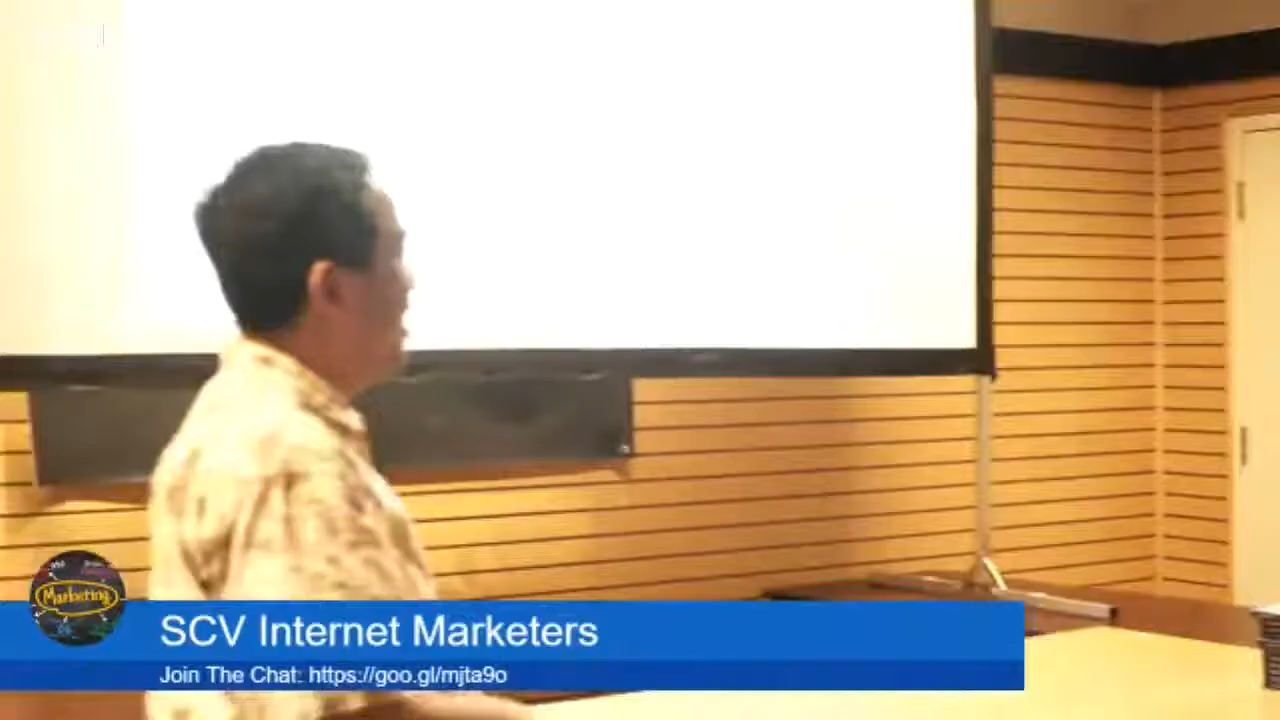 Marketing
SCV Internet Marketers
Join The Chat: https://goo.gl/mjta9o